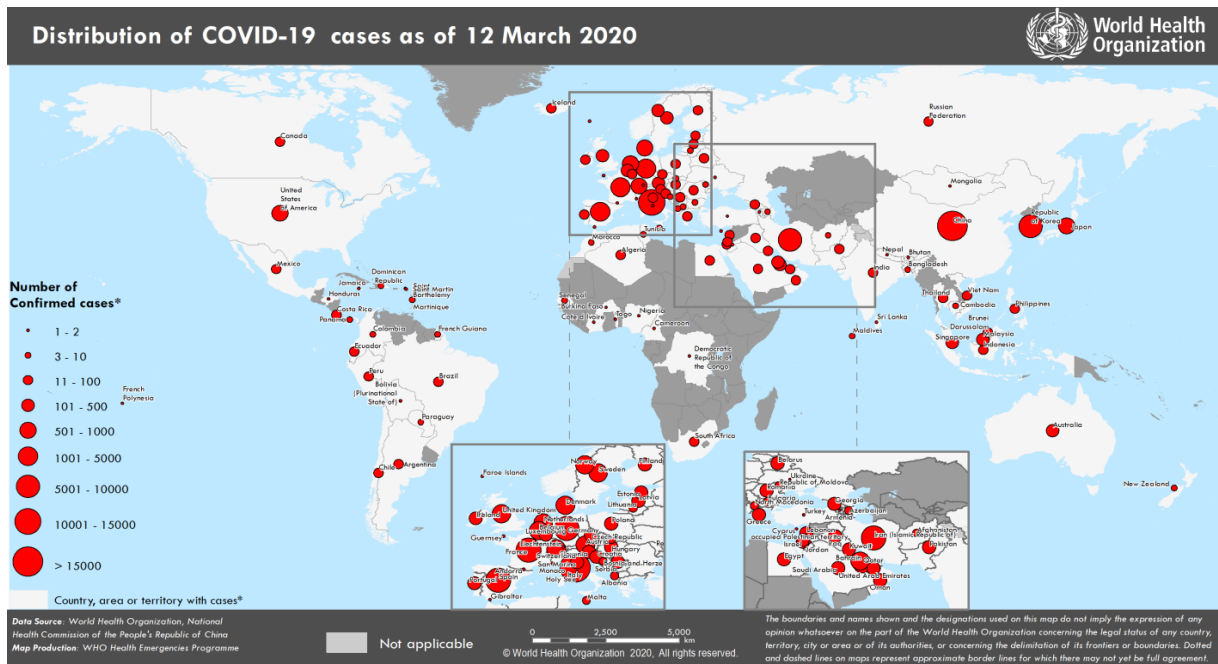 Distribution of COVID-19 cases as of 12 March 2020
World Health
Organization
Iceland
Canada
Russian
Federation
United
States
of America
Mongolia
China
Republic
of Korea
Japan
Tunisia
Morocco
Algeria
Mexico
Nepal
Bhutan
Bangladesh
India
Jamaica
Dominican
Republic
Honduras
Saint Martin
Saint
Barthelemy
Martinique
Costa Rica
Panama
Colombia
French Guiana
Ecuador
Peru
Brazil
Bolivia
(Plurinational
State of)
Paraguay
Chile
Argentina
French
Polynesia
Senegal
Burkina Faso
Cote d'Ivoire
Togo
Nigeria
Cameroon
Democratic
Republic of
the Congo
South Africa
Thailand
Viet Nam
Cambodia
Philippines
Sri Lanka
Maldives
Brunei
Darussalam
Malaysia
Singapore
Indonesia
Australia
New Zealand
Number of
Confirmed cases*
1 - 2
3 - 10
11 - 100
101 - 500
501 - 1000
1001 - 5000
5001 - 10000
10001 - 15000
> 15000
Country, area or territory with cases*
Faroe Islands
Norway
Sweden
Finland
Estonia
Latvia
Lithuania
Denmark
Ireland
United Kingdom
Netherlands
Luxembourg
Germany
Poland
Guernsey
Czech Republic
Liechtenstein
Austria
Hungary
France
Switzerland
Croatia
San Marino
Monaco
Serbia
Andorra
Spain
Portugal
Holy See
Italy
Albania
Gibraltar
Malta
Belarus
Ukraine
Republic of Moldova
Romania
Bulgaria
North Macedonia
Georgia
Azerbaijan
Armenia
Greece
Turkey
Cyprus
Lebanon
occupied Palestinian territory
Israel
Iraq
Iran (Islamic Republic of)
Afghanistan
Pakistan
Jordan
Kuwait
Egypt
Bahrain
Qatar
Saudi Arabia
United Arab Emirates
Oman
Data Source: World Health Organization, National
Health Commission of the People's Republic of China
Map Production: WHO Health Emergencies Programme
Not applicable
0 2,500 5,000
km
© World Health Organization 2020, All rights reserved.
The boundaries and names shown and the designations used on this map do not imply the expression of any
opinion whatsoever on the part of the World Health Organization concerning the legal status of any country,
territory, city or area or of its authorities, or concerning the delimitation of its frontiers or boundaries. Dotted
and dashed lines on maps represent approximate border lines for which there may not yet be full agreement.